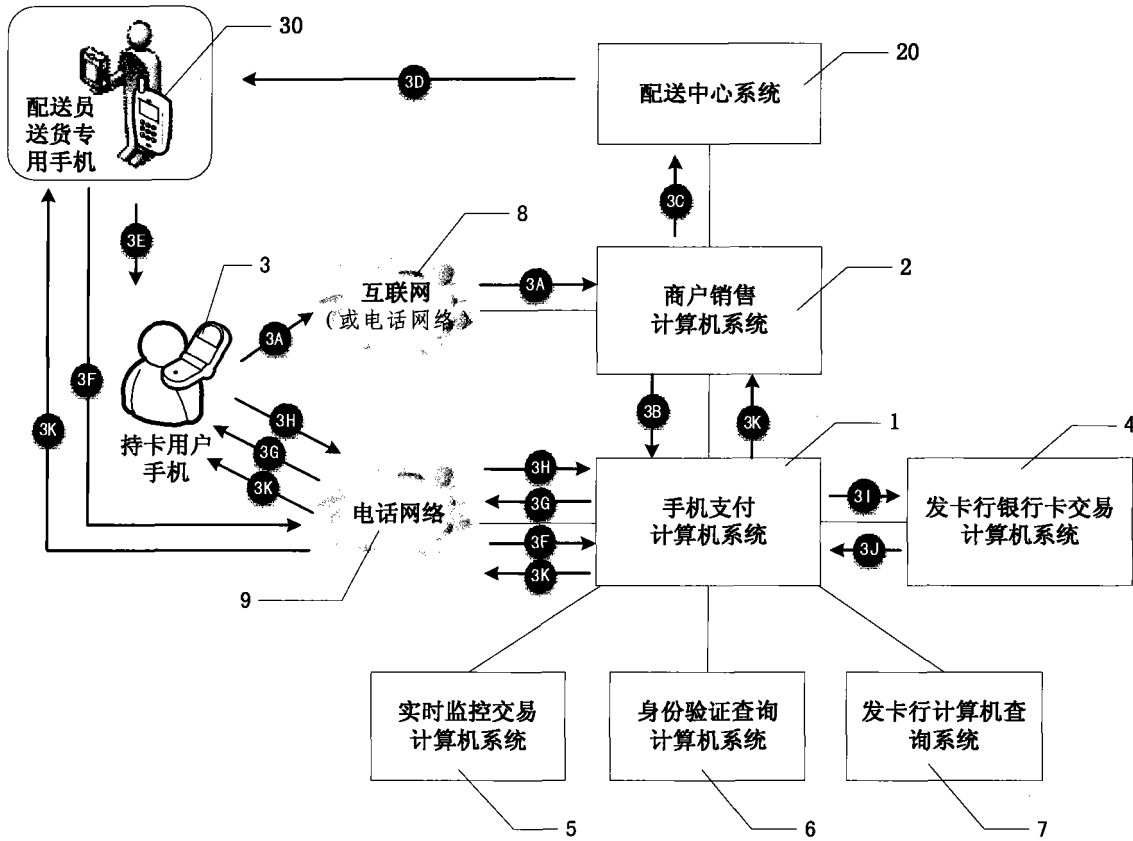 30
配送员
送货专
用手机
3D
配送中心系统
20
3C
3E
3
8
互联网
（或电话网络）
3A
3A
商户销售
计算机系统
2
3F
3K
持卡用户
手机
3H
3G
3K
3B
3K
1
4
电话网络
9
3H
3G
3F
3K
手机支付
计算机系统
3I
3J
发卡行银行卡交易
计算机系统
实时监控交易
计算机系统
5
身份验证查询
计算机系统
6
发卡行计算机查
询系统
7